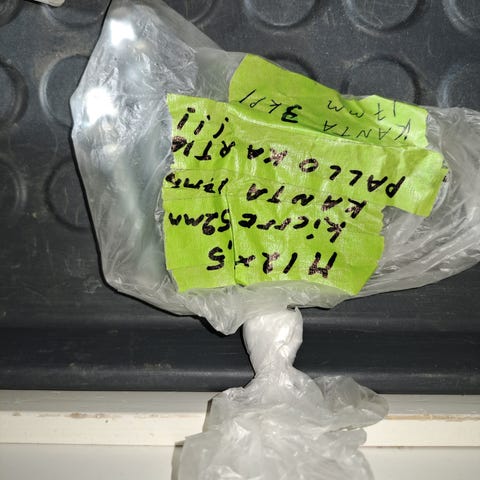 M12x1,5
kierre 52mm
KANTA 17mm
PALLO KARTIO !!!
KANTA 3KPl
17mm